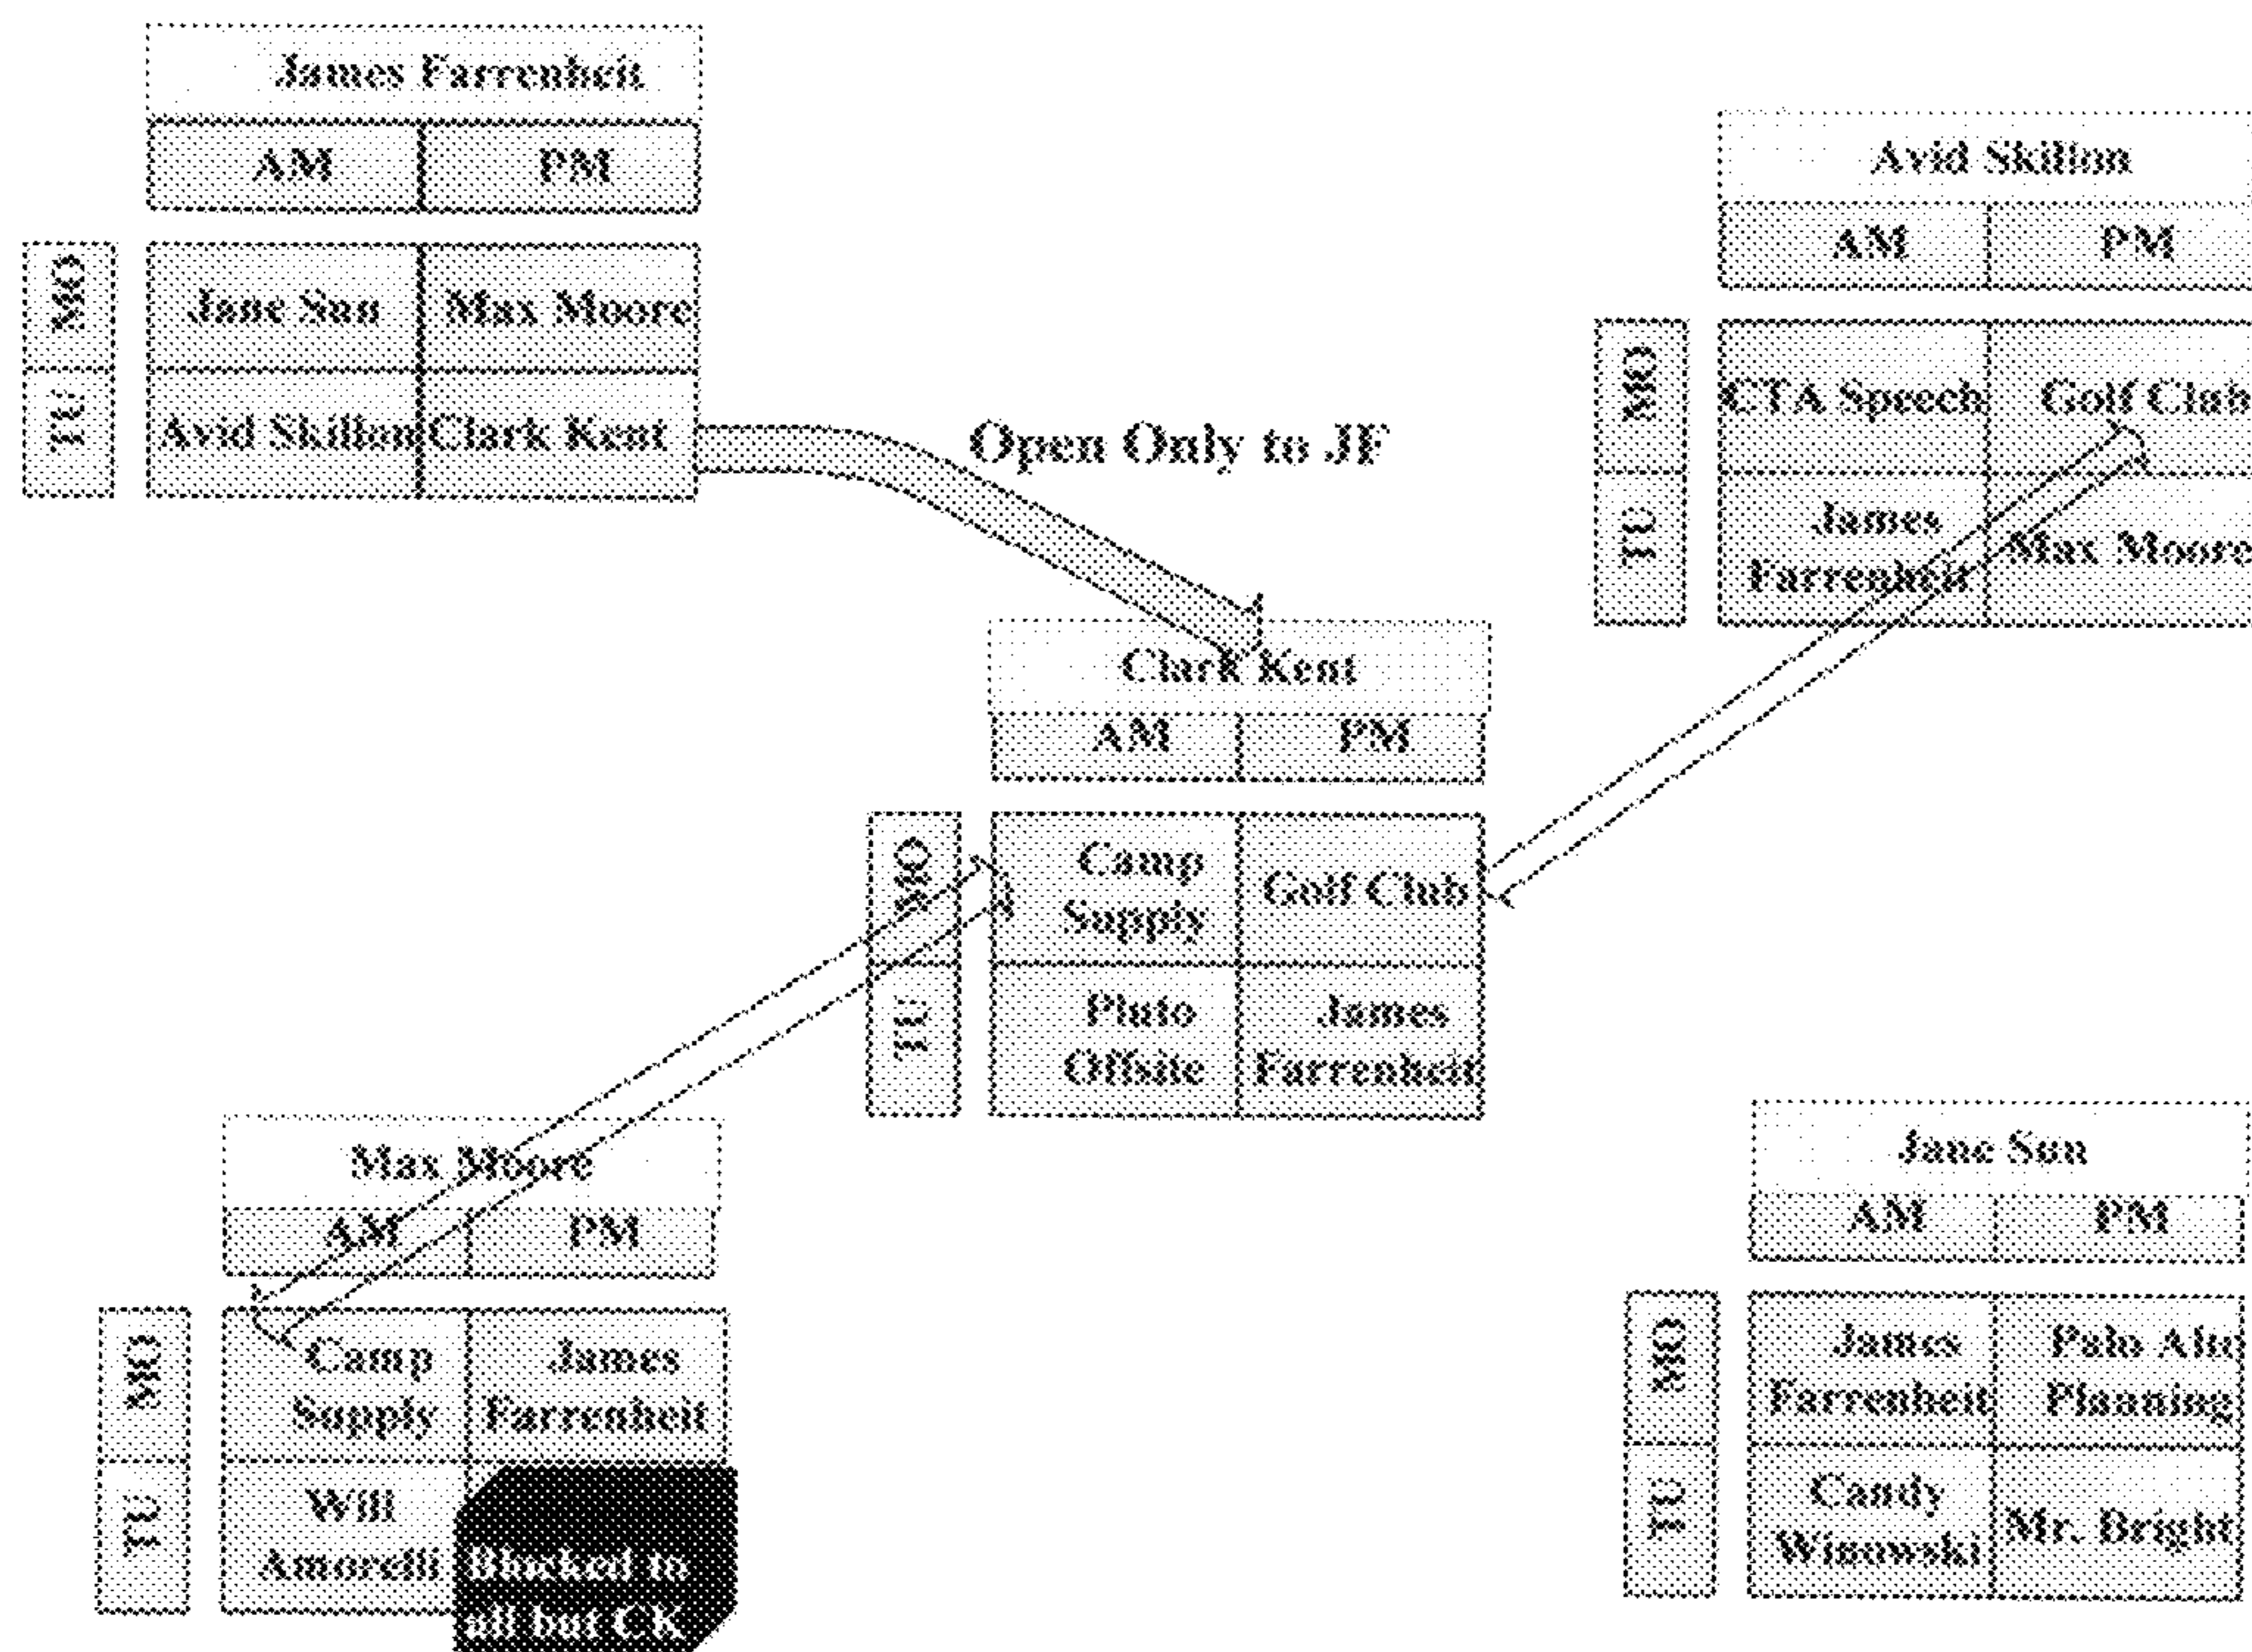 James Farrenheit
AM PM
MO Jane Sun Max Moore
TU Avid Skillon Clark Kent
Open Only to JF
Avid Skillon
AM PM
MO CTA Speech Golf Club
TU James Farrenheit Max Moore
Clark Kent
AM PM
MO Camp Supply Golf Club
TU Pluto Offsite James Farrenheit
Max Moore
AM PM
MO Camp Supply James Farrenheit
TU Will Amorelli
Blocked to
all but CK
Jane Sun
AM PM
MO James Farrenheit Palo Alto Planning
TU Candy Winowski Mr. Bright